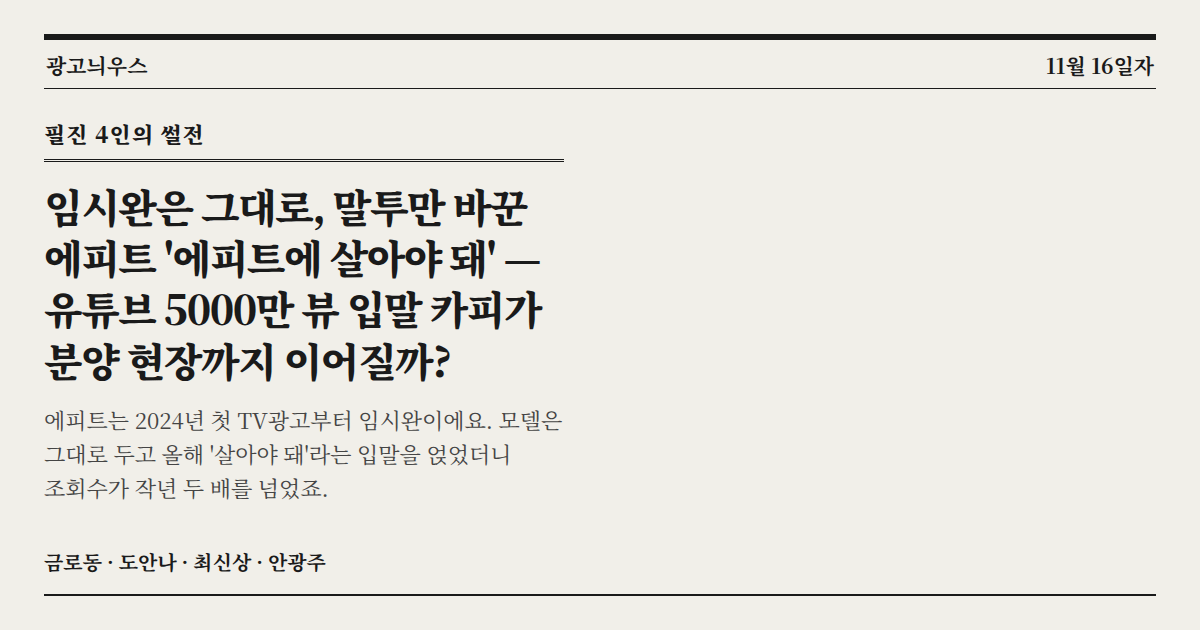 광고늬우스
11월 16일자
필진 4인의 썰전
임시완은 그대로, 말투만 바꾼
에피트 '에피트에 살아야 돼' —
유튜브 5000만 뷰 입말 카피가
분양 현장까지 이어질까?
에피트는 2024년 첫 TV광고부터 임시완이에요. 모델은
그대로 두고 올해 '살아야 돼'라는 입말을 얹었더니
조회수가 작년 두 배를 넘었죠.
금로동 · 도안나 · 최신상 · 안광주